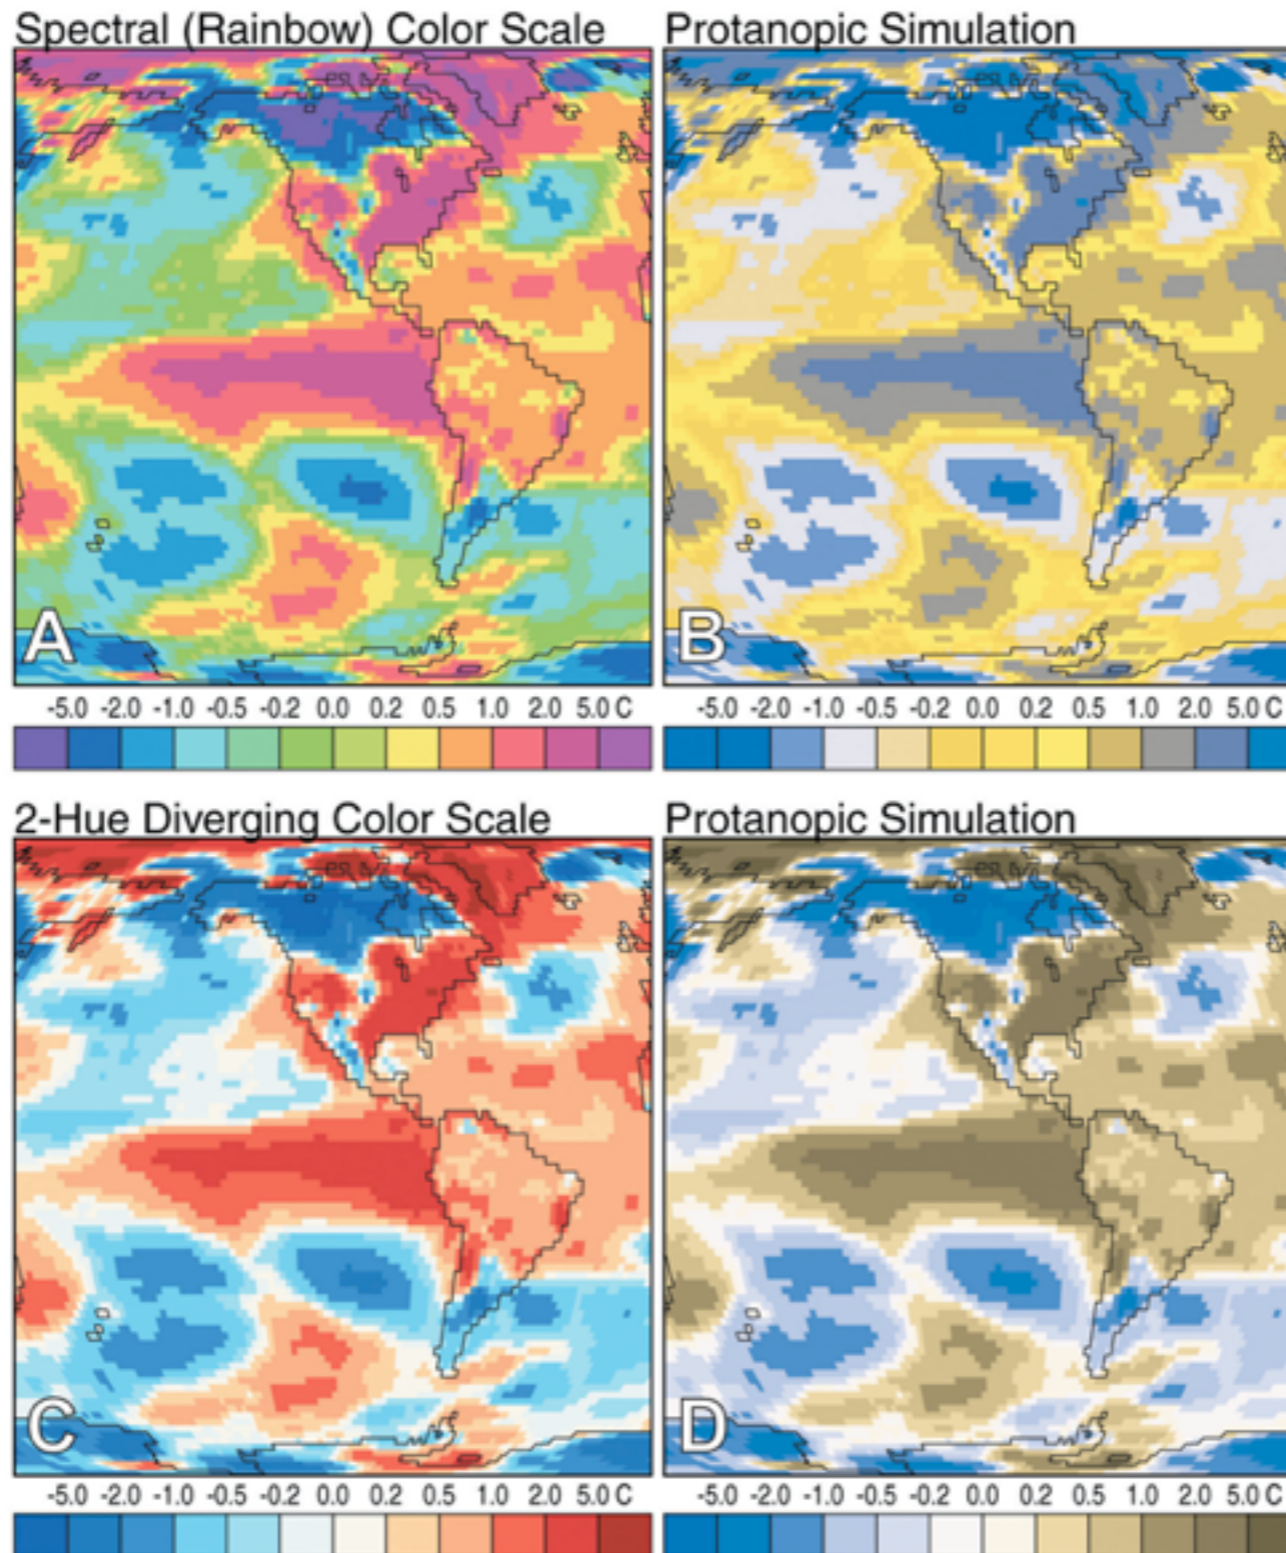 Spectral (Rainbow) Color Scale
Protanopic Simulation
A
B
-5.0 -2.0 -1.0 -0.5 -0.2 0.0 0.2 0.5 1.0 2.0 5.0 C
-5.0 -2.0 -1.0 -0.5 -0.2 0.0 0.2 0.5 1.0 2.0 5.0 C
2-Hue Diverging Color Scale
Protanopic Simulation
C
D
-5.0 -2.0 -1.0 -0.5 -0.2 0.0 0.2 0.5 1.0 2.0 5.0 C
-5.0 -2.0 -1.0 -0.5 -0.2 0.0 0.2 0.5 1.0 2.0 5.0 C